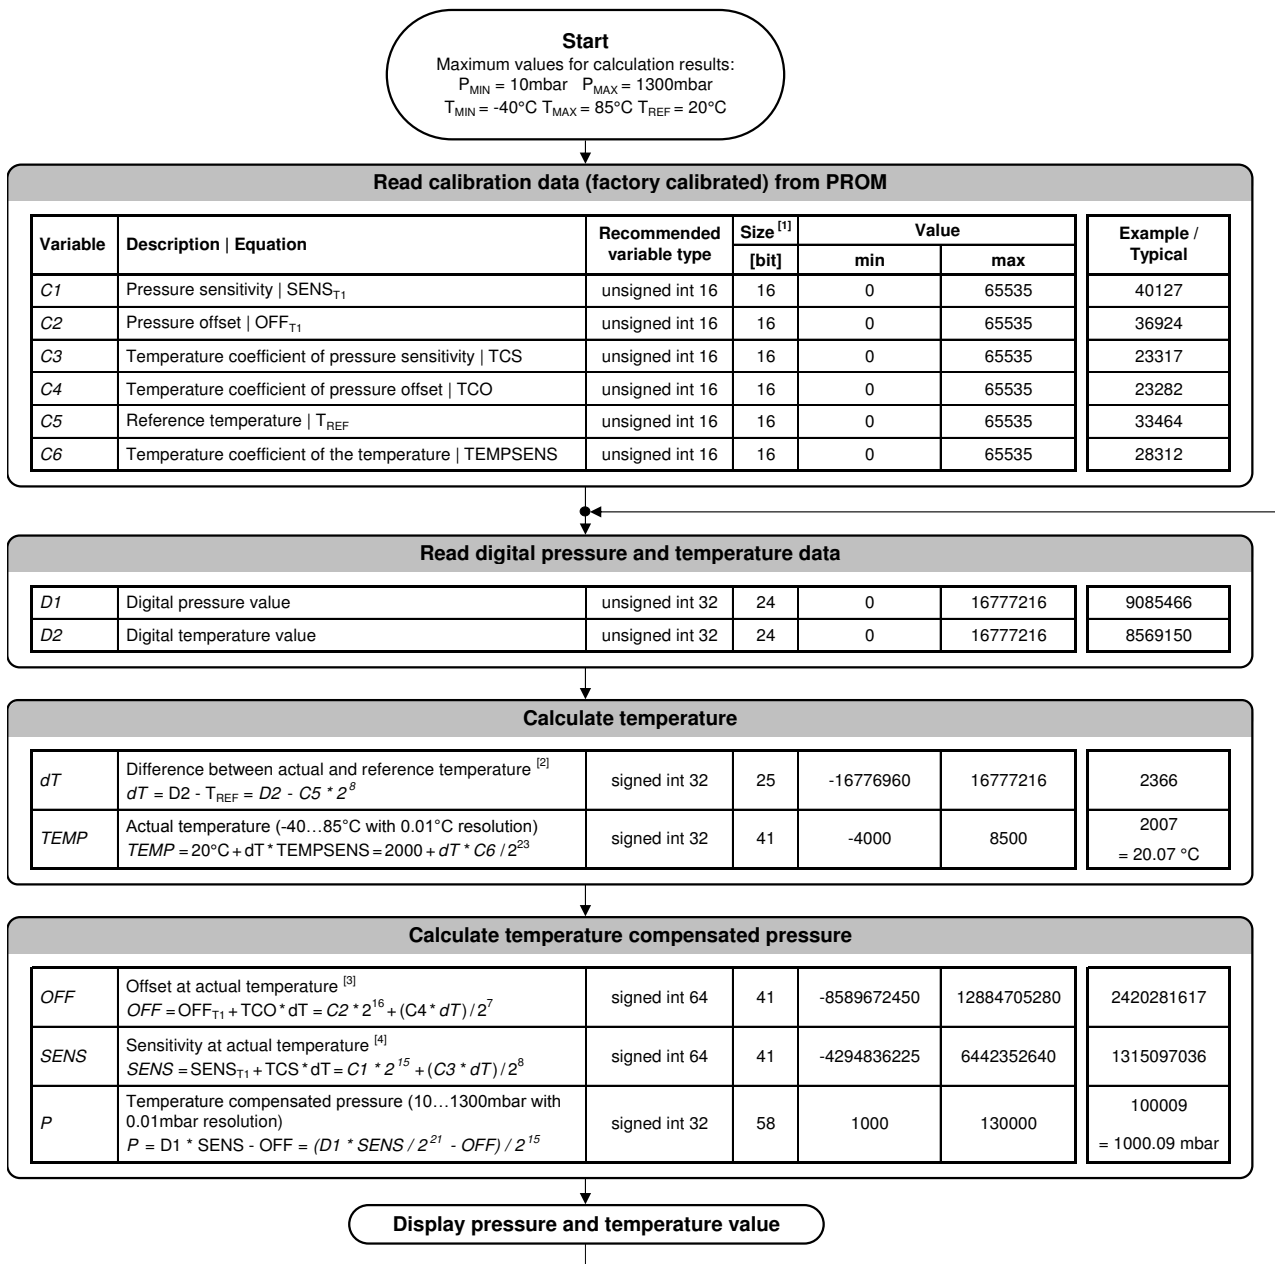 Start
Maximum values for calculation results:
P_MIN = 10mbar P_MAX = 1300mbar
T_MIN = -40°C T_MAX = 85°C T_REF = 20°C
Read calibration data (factory calibrated) from PROM
Variable Description | Equation Recommended variable type Size [1] [bit] Value min max Example / Typical
C1 Pressure sensitivity | SENS_T1 unsigned int 16 16 0 65535 40127
C2 Pressure offset | OFF_T1 unsigned int 16 16 0 65535 36924
C3 Temperature coefficient of pressure sensitivity | TCS unsigned int 16 16 0 65535 23317
C4 Temperature coefficient of pressure offset | TCO unsigned int 16 16 0 65535 23282
C5 Reference temperature | T_REF unsigned int 16 16 0 65535 33464
C6 Temperature coefficient of the temperature | TEMPSENS unsigned int 16 16 0 65535 28312
Read digital pressure and temperature data
D1 Digital pressure value unsigned int 32 24 0 16777216 9085466
D2 Digital temperature value unsigned int 32 24 0 16777216 8569150
Calculate temperature
dT Difference between actual and reference temperature [2]
dT = D2 - T_REF = D2 - C5 * 2^8 signed int 32 25 -16776960 16777216 2366
TEMP Actual temperature (-40…85°C with 0.01°C resolution)
TEMP = 20°C + dT * TEMPSENS = 2000 + dT * C6 / 2^23 signed int 32 41 -4000 8500 2007
= 20.07 °C
Calculate temperature compensated pressure
OFF Offset at actual temperature [3]
OFF = OFF_T1 + TCO * dT = C2 * 2^16 + (C4 * dT) / 2^7 signed int 64 41 -8589672450 12884705280 2420281617
SENS Sensitivity at actual temperature [4]
SENS = SENS_T1 + TCS * dT = C1 * 2^15 + (C3 * dT) / 2^8 signed int 64 41 -4294836225 6442352640 1315097036
P Temperature compensated pressure (10…1300mbar with
0.01mbar resolution)
P = D1 * SENS - OFF = (D1 * SENS / 2^21 - OFF) / 2^15 signed int 32 58 1000 130000 100009
= 1000.09 mbar
Display pressure and temperature value